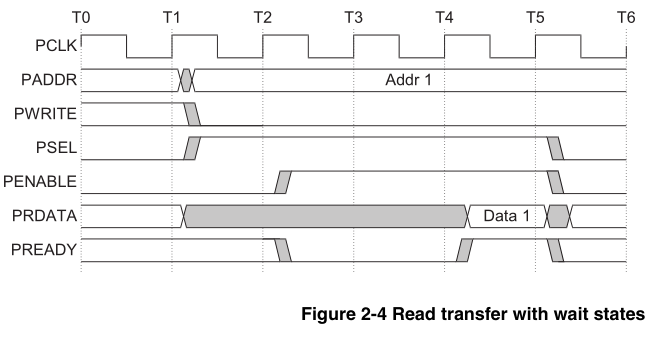 T0 T1 T2 T3 T4 T5 T6
PCLK
PADDR Addr 1
PWRITE
PSEL
PENABLE
PRDATA Data 1
PREADY
Figure 2-4 Read transfer with wait states